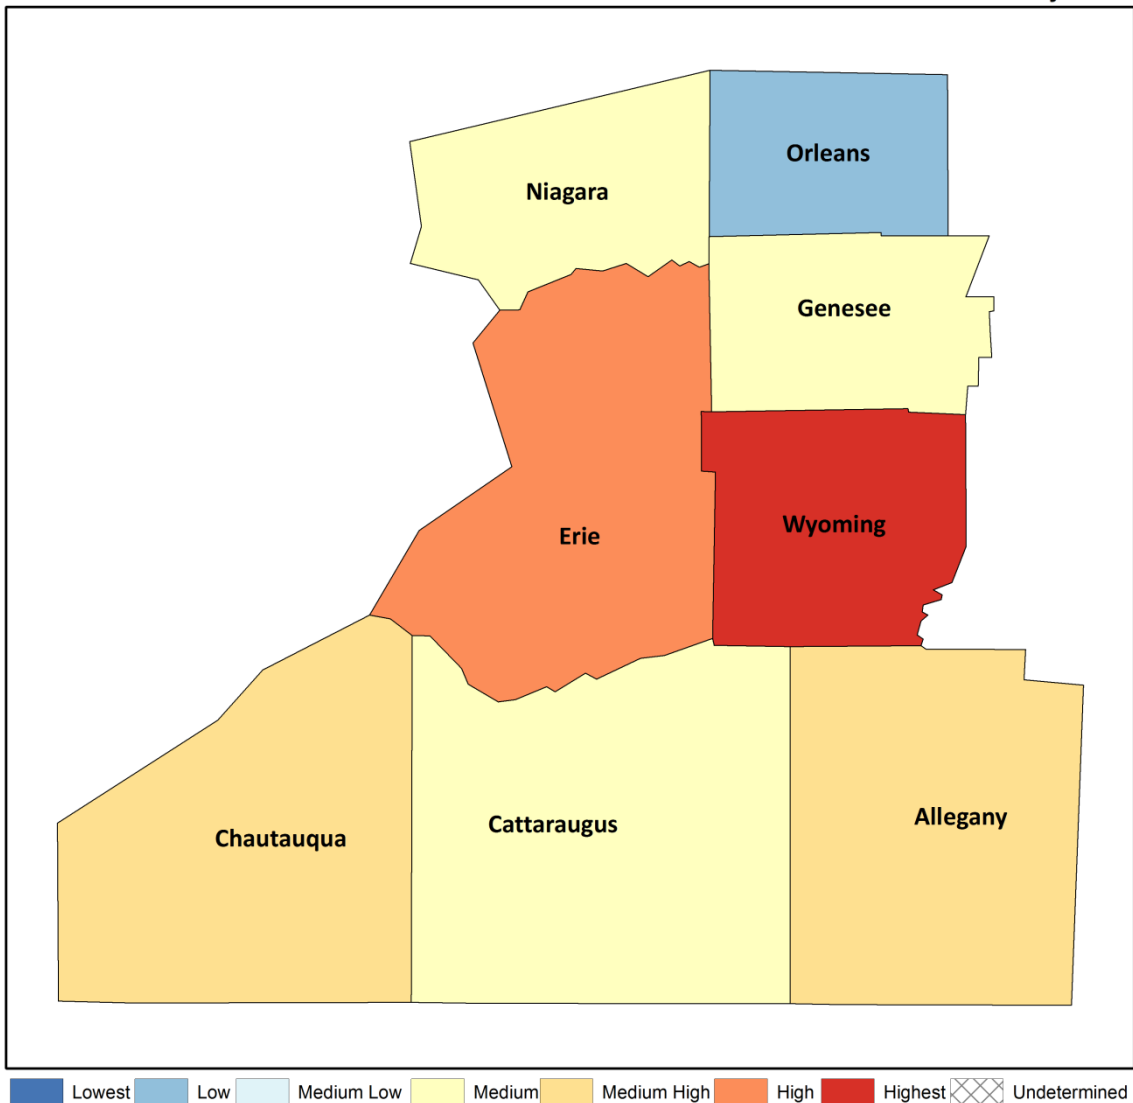 Orleans
Niagara
Genesee
Wyoming
Erie
Allegany
Cattaraugus
Chautauqua
Lowest Low Medium Low Medium Medium High High Highest Undetermined